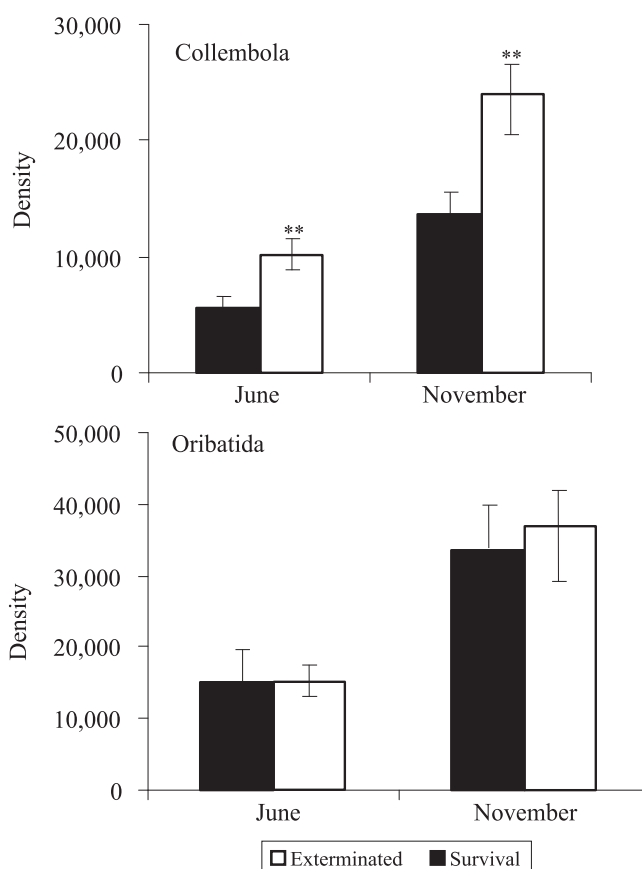 30,000
Collembola
**
20,000
**
10,000
0
Density
June November
50,000
Oribatida
40,000
30,000
20,000
10,000
0
Density
June November
Exterminated Survival